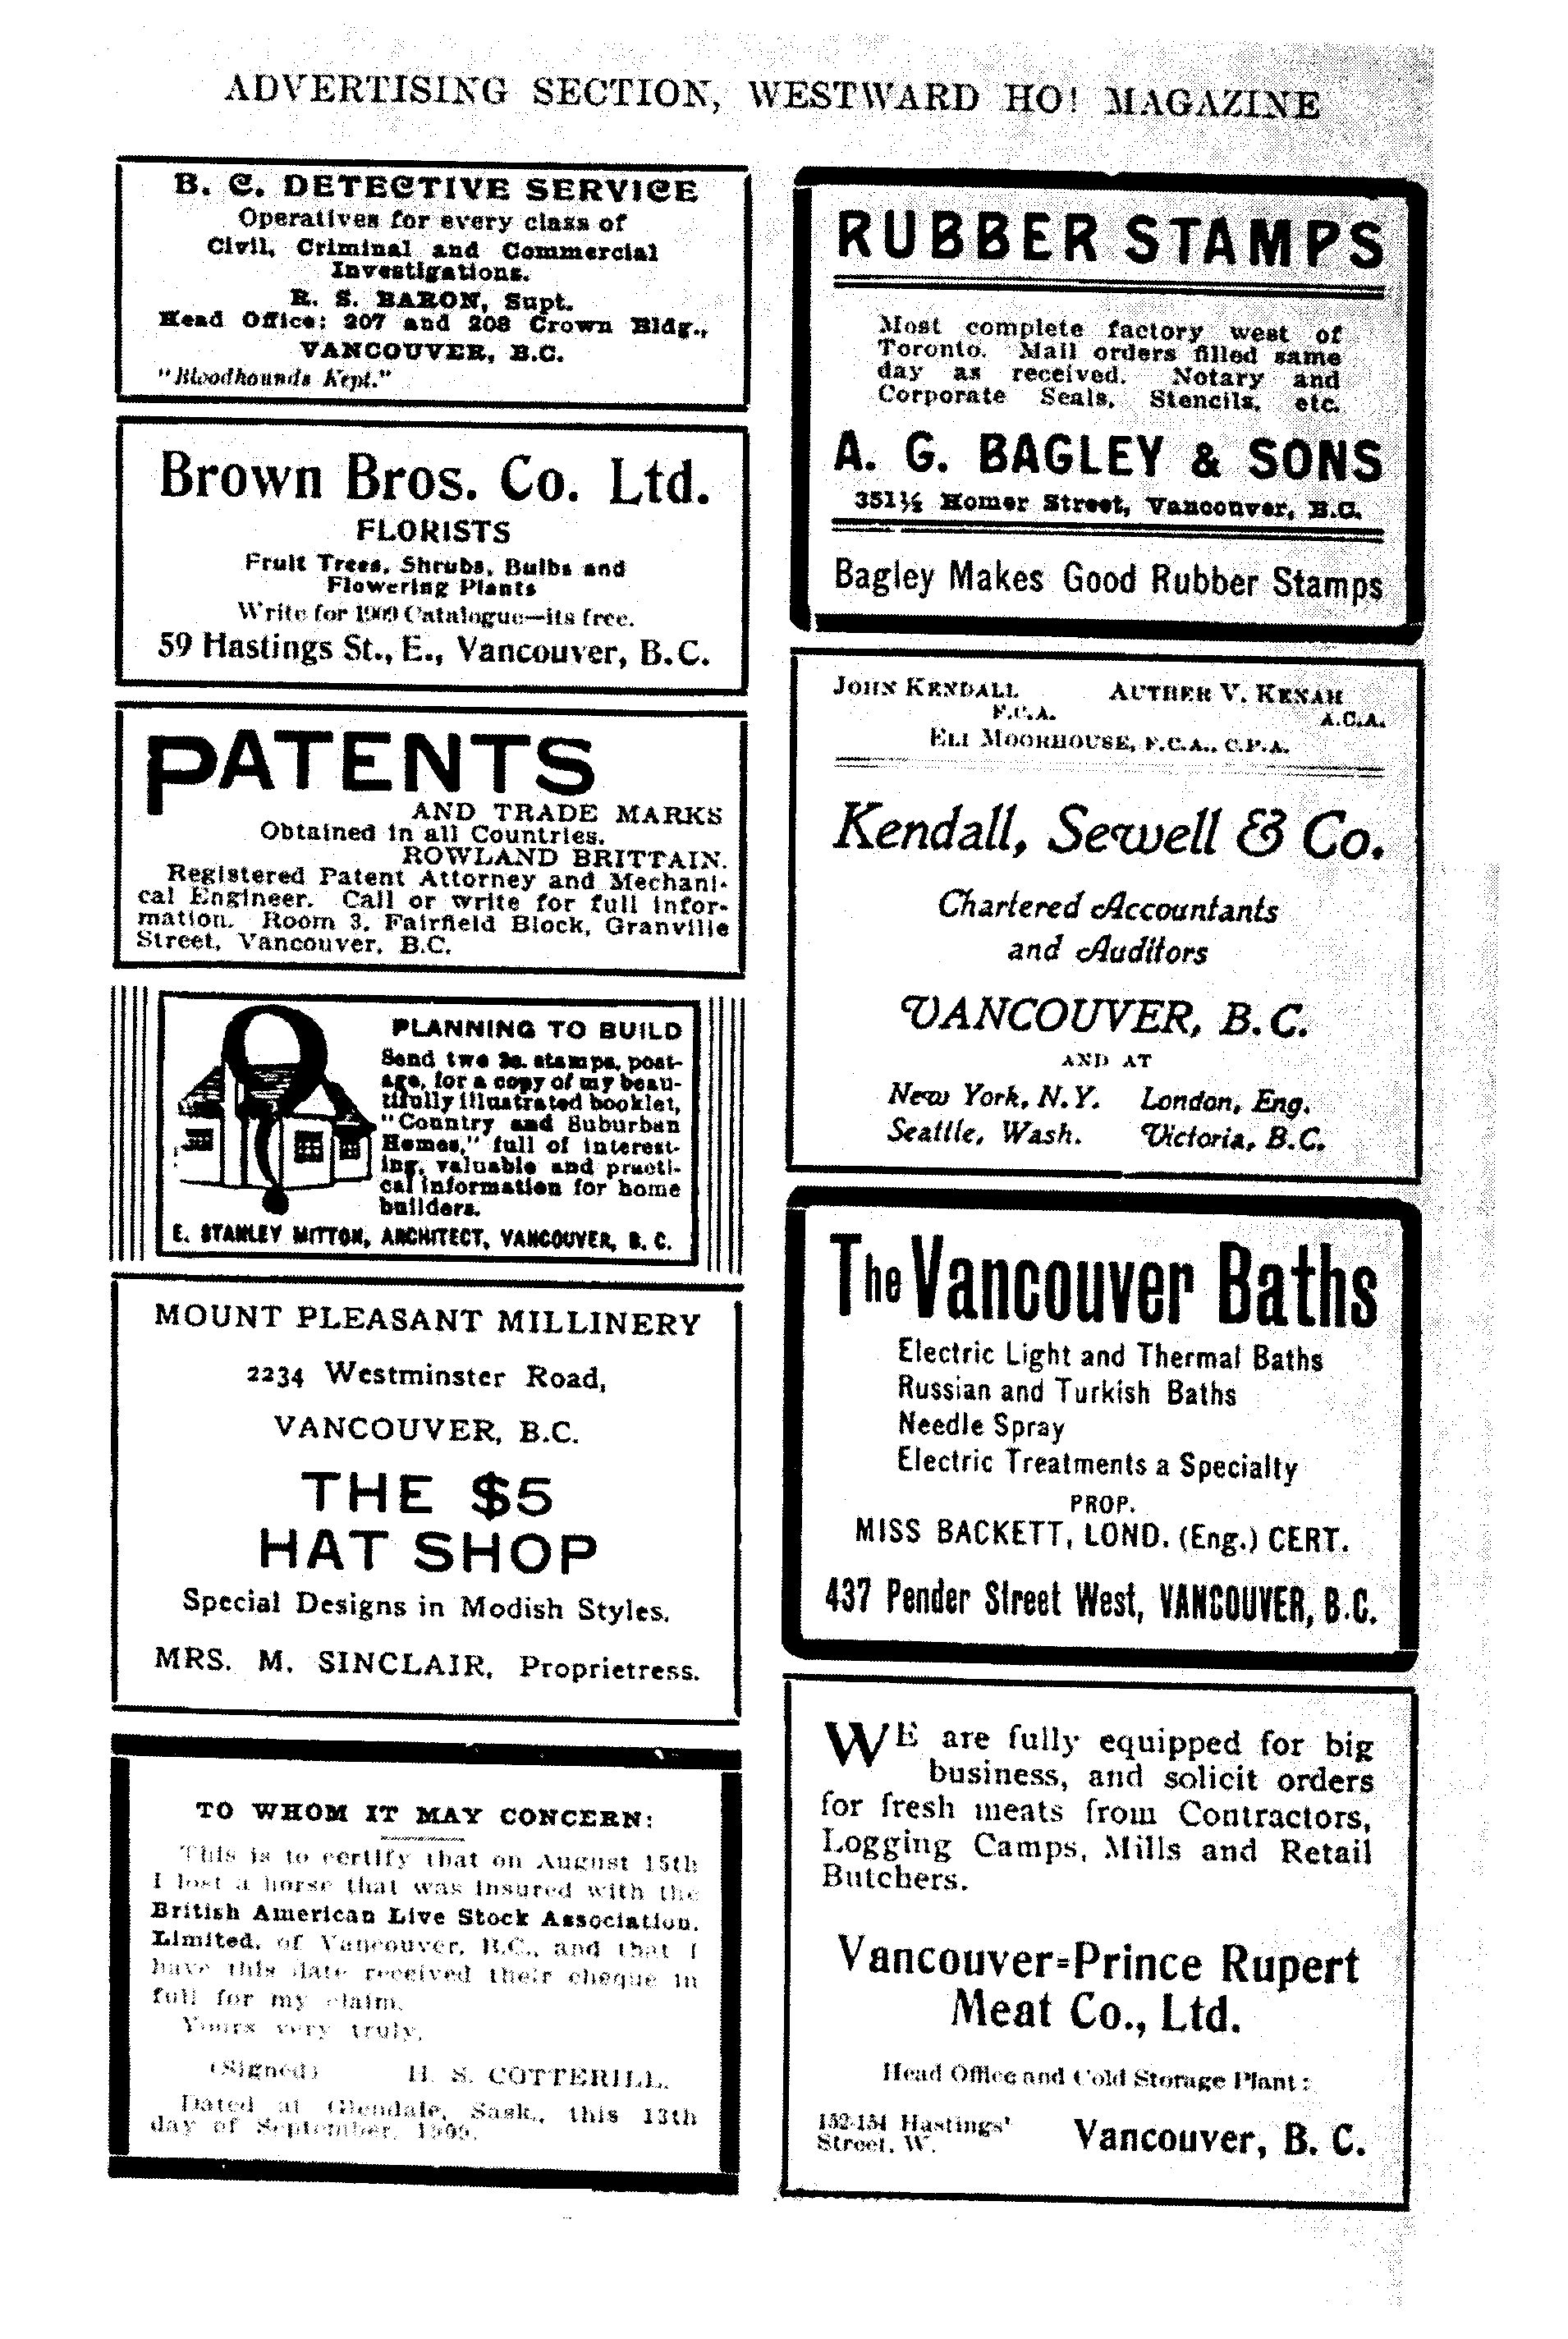 ADVERTISING SECTION, WESTWARD HO! MAGAZINE
B. C. DETECTIVE SERVICE
Operatives for every class of
Civil, Criminal and Commercial
Investigations.
R. S. BARON, Supt.
Head Office: 207 and 208 Crown Bldg.,
VANCOUVER, B.C.
"Bloodhounds Kept."
Brown Bros. Co. Ltd.
FLORISTS
Fruit Trees, Shrubs, Bulbs and
Flowering Plants
Write for 1909 Catalogue—its free.
59 Hastings St., E., Vancouver, B.C.
PATENTS
AND TRADE MARKS
Obtained in all Countries.
ROWLAND BRITTAIN.
Registered Patent Attorney and Mechani-
cal Engineer. Call or write for full infor-
mation. Room 3, Fairfield Block, Granville
Street, Vancouver, B.C.
PLANNING TO BUILD
Send two 2c. stamps, post-
age, for a copy of my beau-
tifully illustrated booklet,
"Country and Suburban
Homes," full of interest-
ing, valuable and practi-
cal information for home
builders.
E. STANLEY MITTON, ARCHITECT, VANCOUVER, B. C.
MOUNT PLEASANT MILLINERY
2234 Westminster Road,
VANCOUVER, B.C.
THE $5
HAT SHOP
Special Designs in Modish Styles.
MRS. M. SINCLAIR, Proprietress.
TO WHOM IT MAY CONCERN:
This is to certify that on August 15th
I lost a horse that was insured with the
British American Live Stock Association,
Limited, of Vancouver, B.C., and that I
have this date received their cheque in
full for my claim.
Yours very truly,
(Signed) H. S. COTTERILL.
Dated at Glendale, Sask., this 13th
day of September, 1909.
RUBBER STAMPS
Most complete factory west of
Toronto. Mail orders filled same
day as received. Notary and
Corporate Seals, Stencils, etc.
A. G. BAGLEY & SONS
351½ Homer Street, Vancouver, B.C.
Bagley Makes Good Rubber Stamps
JOHN KENDALL AUTHER V. KENAH
F.C.A. A.C.A.
ELI MOORHOUSE, F.C.A., C.P.A.
Kendall, Sewell & Co.
Chartered Accountants
and Auditors
VANCOUVER, B.C.
AND AT
New York, N.Y. London, Eng.
Seattle, Wash. Victoria, B.C.
The Vancouver Baths
Electric Light and Thermal Baths
Russian and Turkish Baths
Needle Spray
Electric Treatments a Specialty
PROP.
MISS BACKETT, LOND. (Eng.) CERT.
437 Pender Street West, VANCOUVER, B.C.
WE are fully equipped for big
business, and solicit orders
for fresh meats from Contractors,
Logging Camps, Mills and Retail
Butchers.
Vancouver=Prince Rupert
Meat Co., Ltd.
Head Office and Cold Storage Plant:
152-154 Hastings
Street, W. Vancouver, B. C.